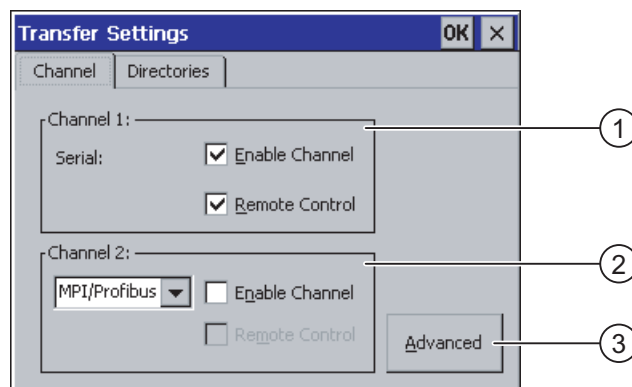 Transfer Settings OK ×
Channel Directories
Channel 1:
Serial: Enable Channel
Remote Control
1
Channel 2:
MPI/Profibus Enable Channel
Remote Control
2
Advanced
3